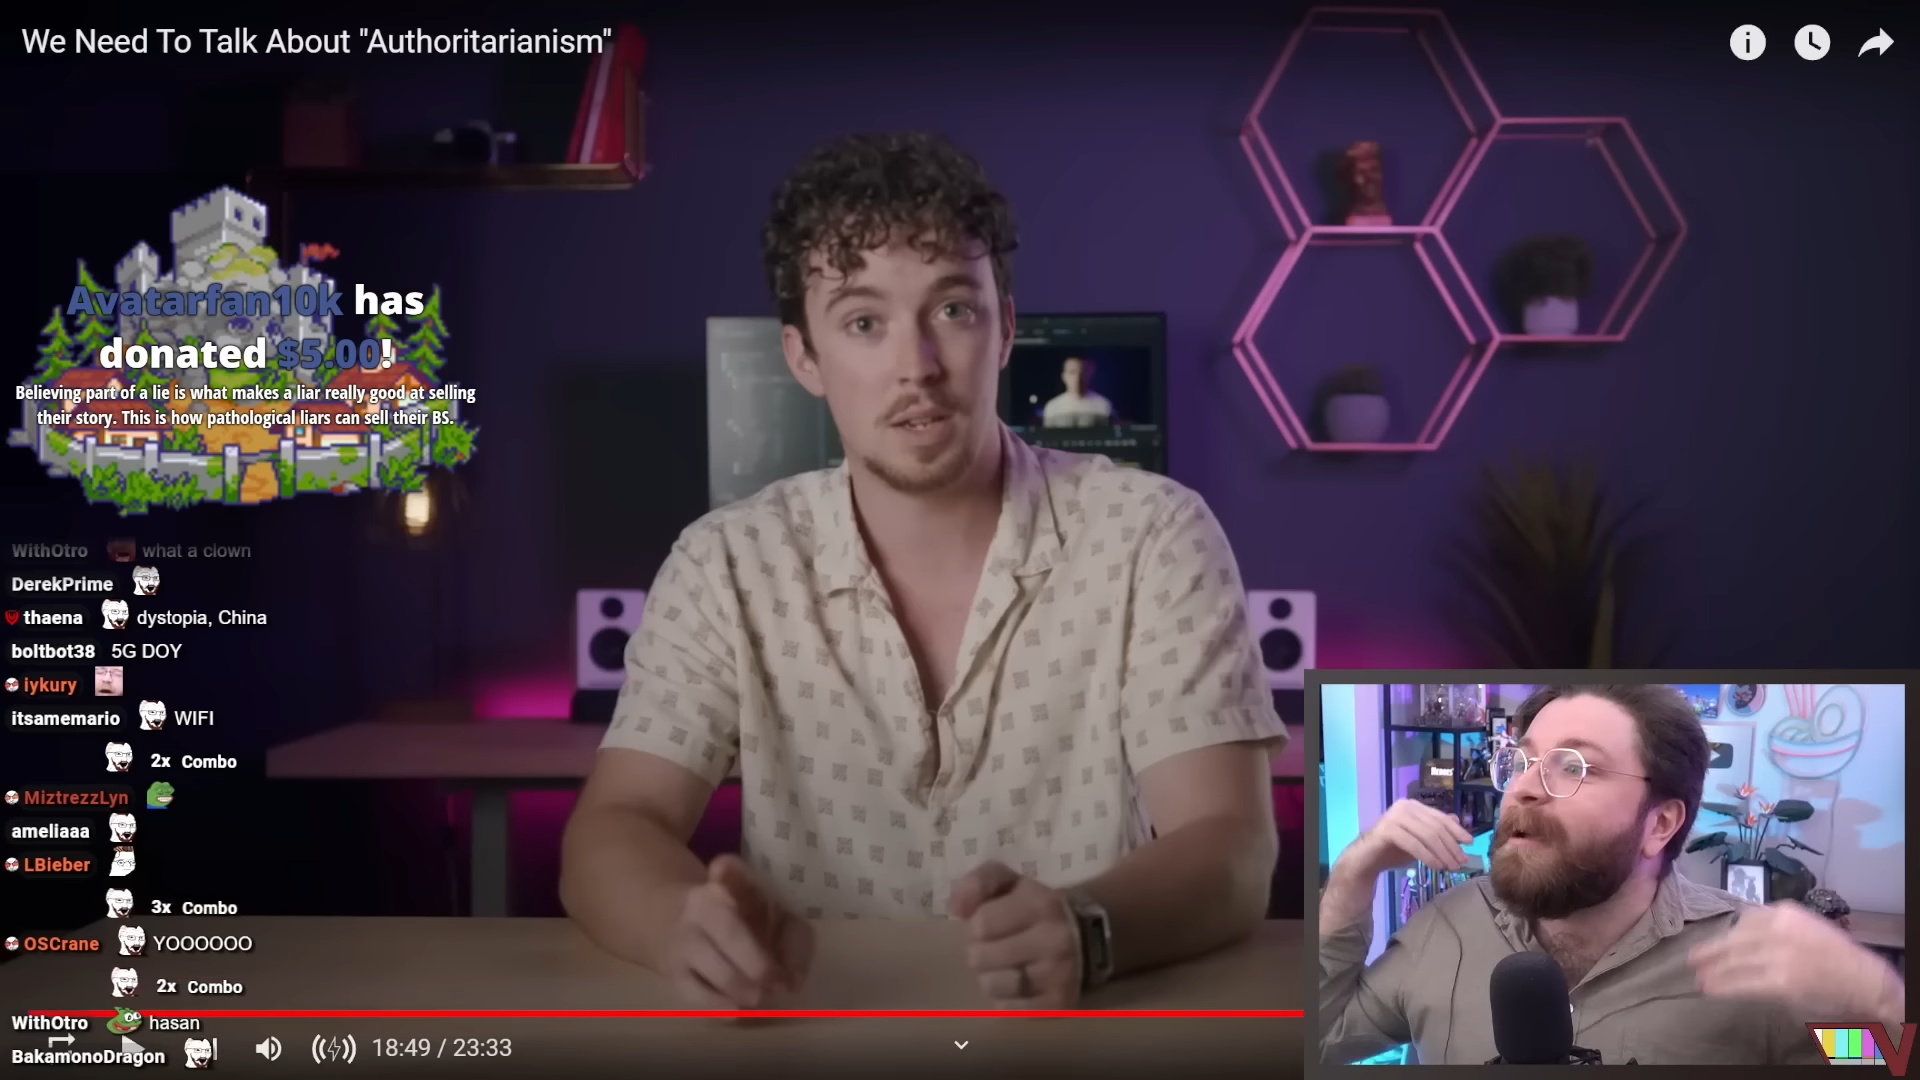 We Need To Talk About "Authoritarianism"
Avatarfan10k has
donated $5.00!
Believing part of a lie is what makes a liar really good at selling
their story. This is how pathological liars can sell their BS.
WithOtro what a clown
DerekPrime
thaena dystopia, China
boltbot38 5G DOY
iykury
itsamemario WIFI
2x Combo
MiztrezzLyn
ameliaaa
LBieber
3x Combo
OSCrane YOOOOOO
2x Combo
WithOtro hasan
BakamonoDragon
18:49 / 23:33